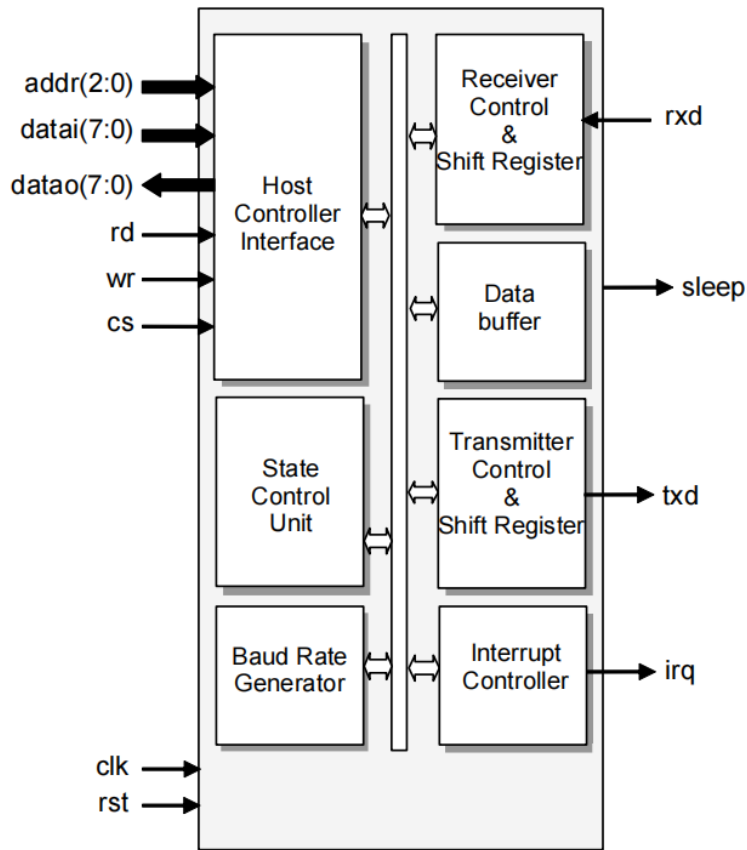 addr(2:0)
datai(7:0)
datao(7:0)
rd
wr
cs
Host
Controller
Interface
State
Control
Unit
Baud Rate
Generator
clk
rst
Receiver
Control
&
Shift Register
rxd
Data
buffer
sleep
Transmitter
Control
&
Shift Register
txd
Interrupt
Controller
irq